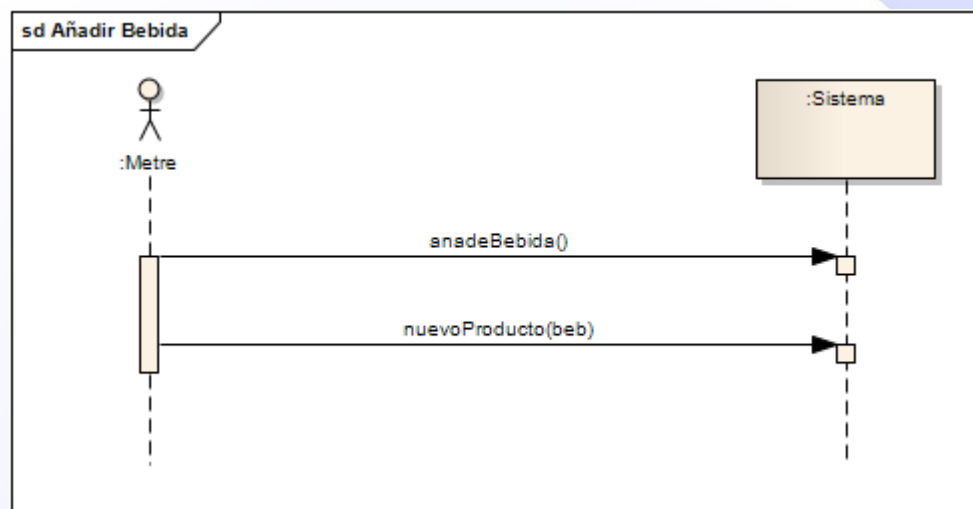 sd Añadir Bebida
:Metre
:Sistema
anadeBebida()
nuevoProducto(beb)